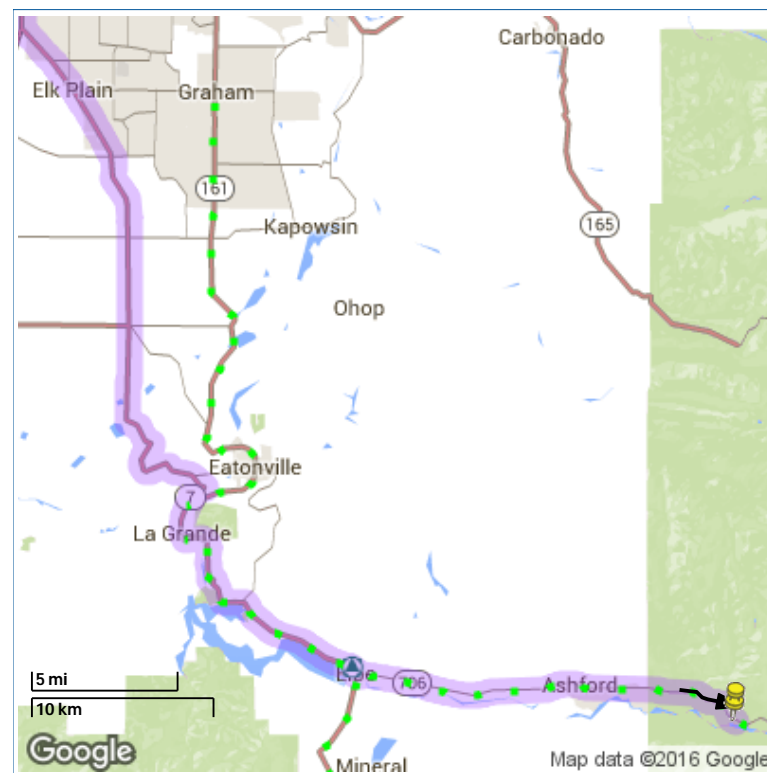 Carbonado
Elk Plain
Graham
161
Kapowsin
165
Ohop
Eatonville
7
La Grande
Elbe
706
Ashford
5 mi
10 km
Mineral
Google
Map data ©2016 Google